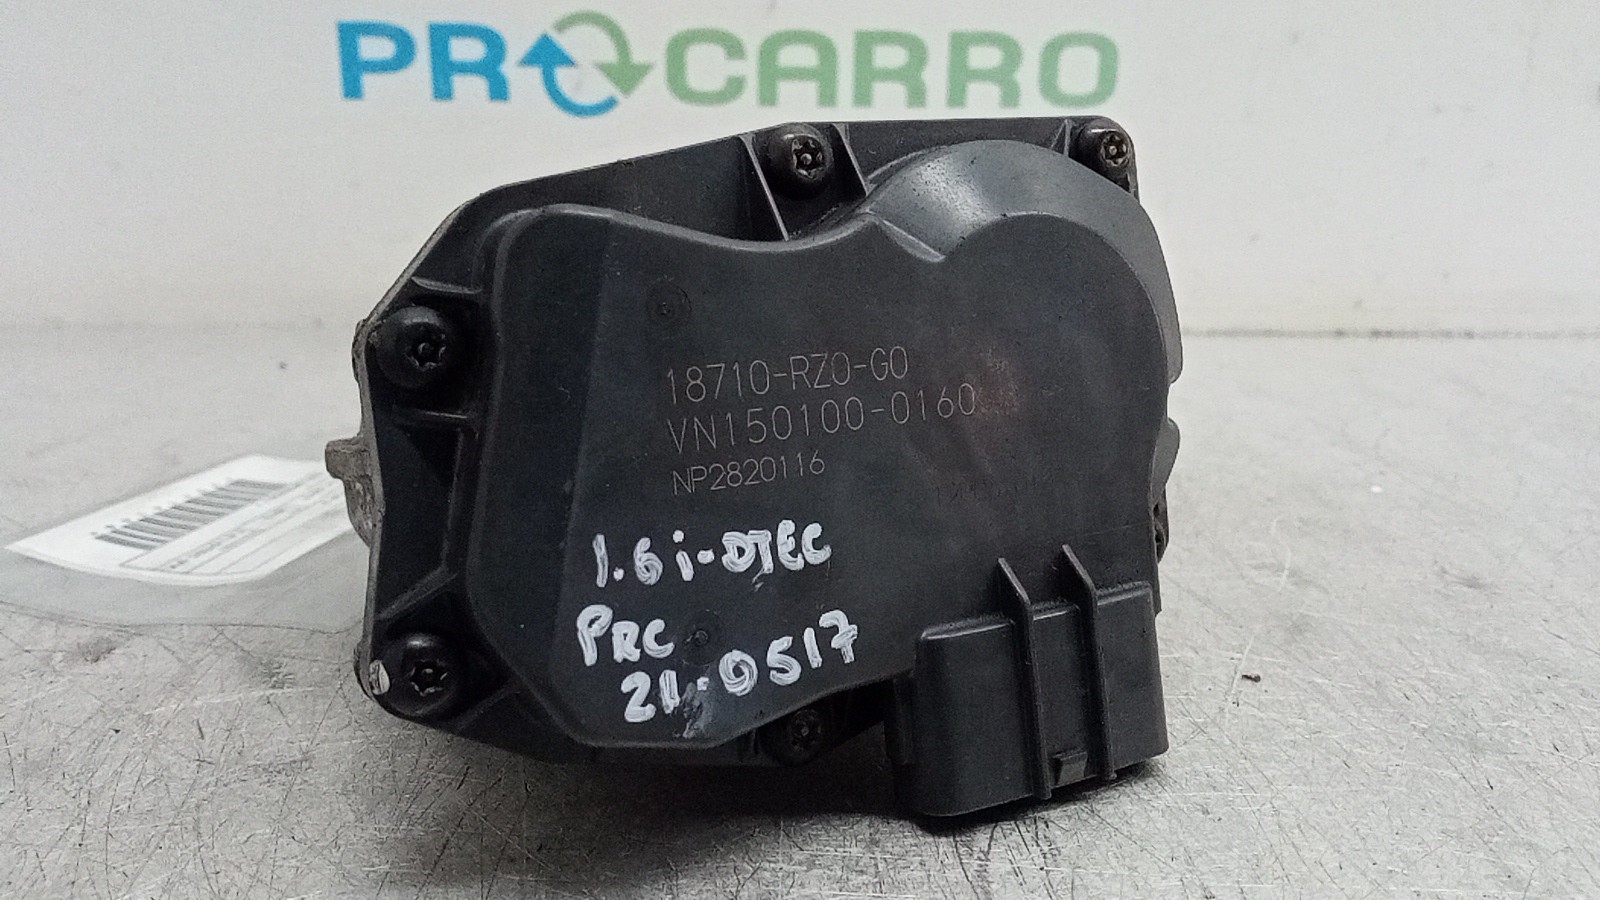 PROCARRO
18710-RZ0-G0
VN150100-0160
NP2820116
1.6 i-DTEC
PRC
21.0517